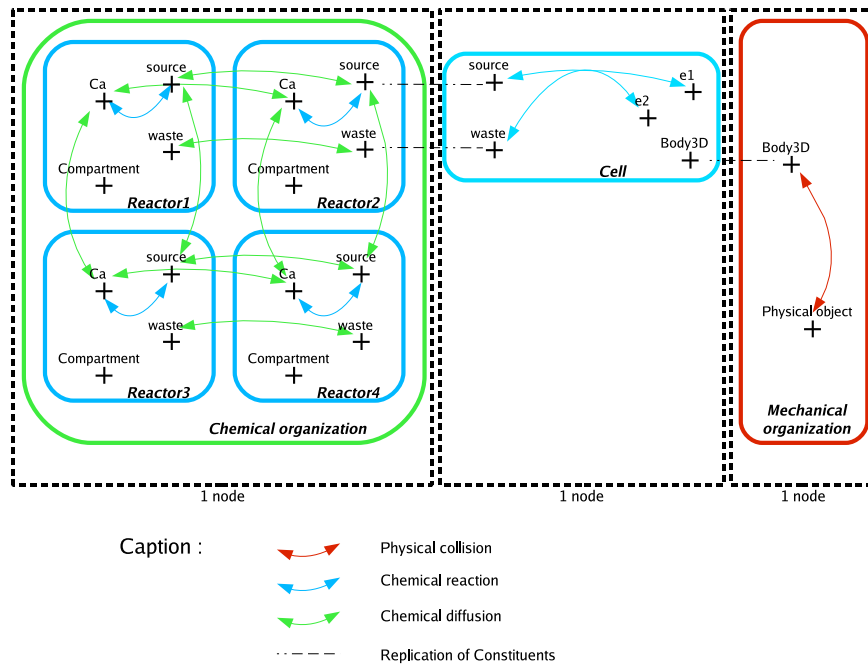 Ca
source
waste
Compartment
Reactor1
Ca
source
waste
Compartment
Reactor2
Ca
source
waste
Compartment
Reactor3
Ca
source
waste
Compartment
Reactor4
Chemical organization
1 node
source
waste
e1
e2
Body3D
Cell
1 node
Body3D
Physical object
Mechanical
organization
1 node
Caption :
Physical collision
Chemical reaction
Chemical diffusion
Replication of Constituents